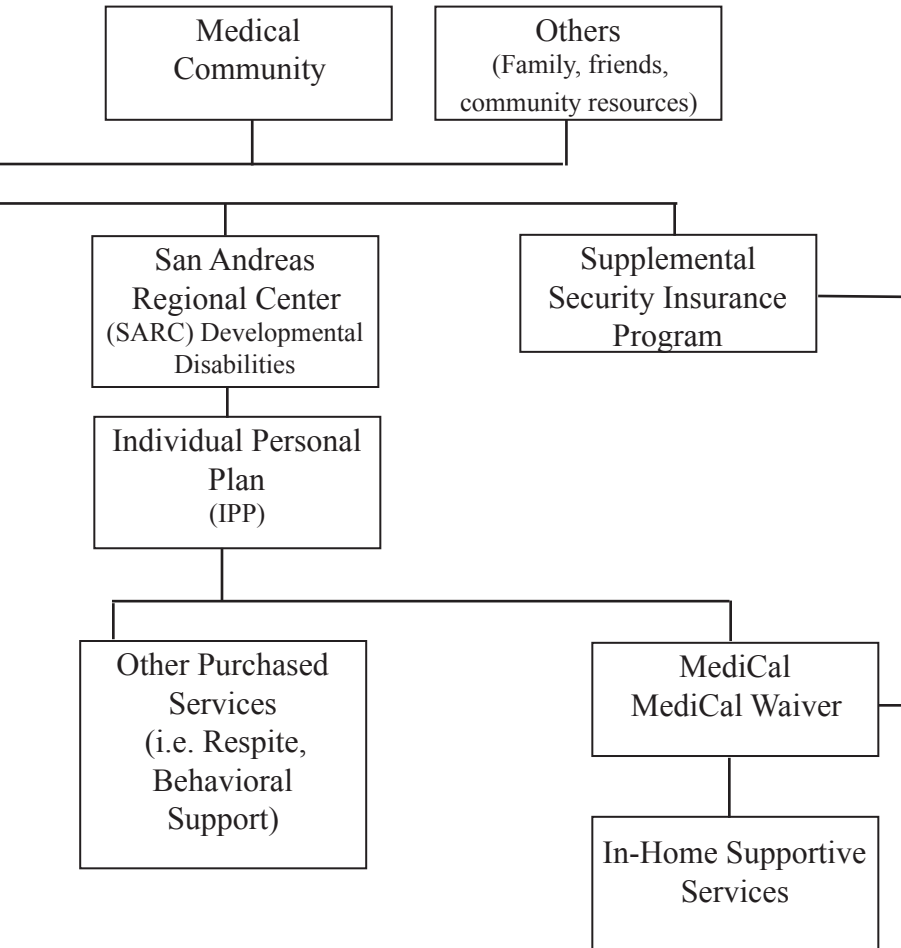 Medical
Community
Others
(Family, friends,
community resources)
San Andreas
Regional Center
(SARC) Developmental
Disabilities
Supplemental
Security Insurance
Program
Individual Personal
Plan
(IPP)
Other Purchased
Services
(i.e. Respite,
Behavioral
Support)
MediCal
MediCal Waiver
In-Home Supportive
Services